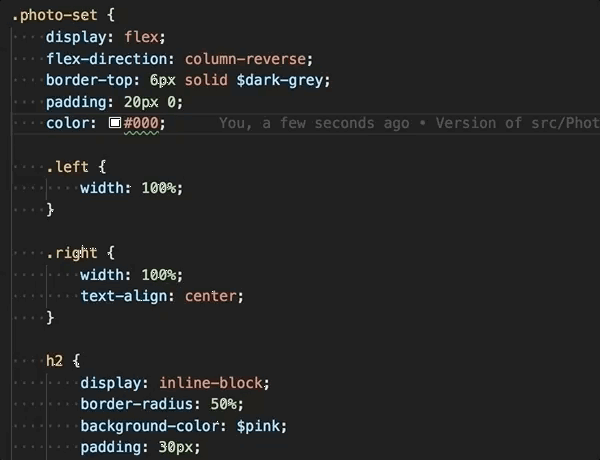 .photo-set {
display: flex;
flex-direction: column-reverse;
border-top: 6px solid $dark-grey;
padding: 20px 0;
color: #000; You, a few seconds ago • Version of src/Phot
.left {
width: 100%;
}
.right {
width: 100%;
text-align: center;
}
h2 {
display: inline-block;
border-radius: 50%;
background-color: $pink;
padding: 30px;